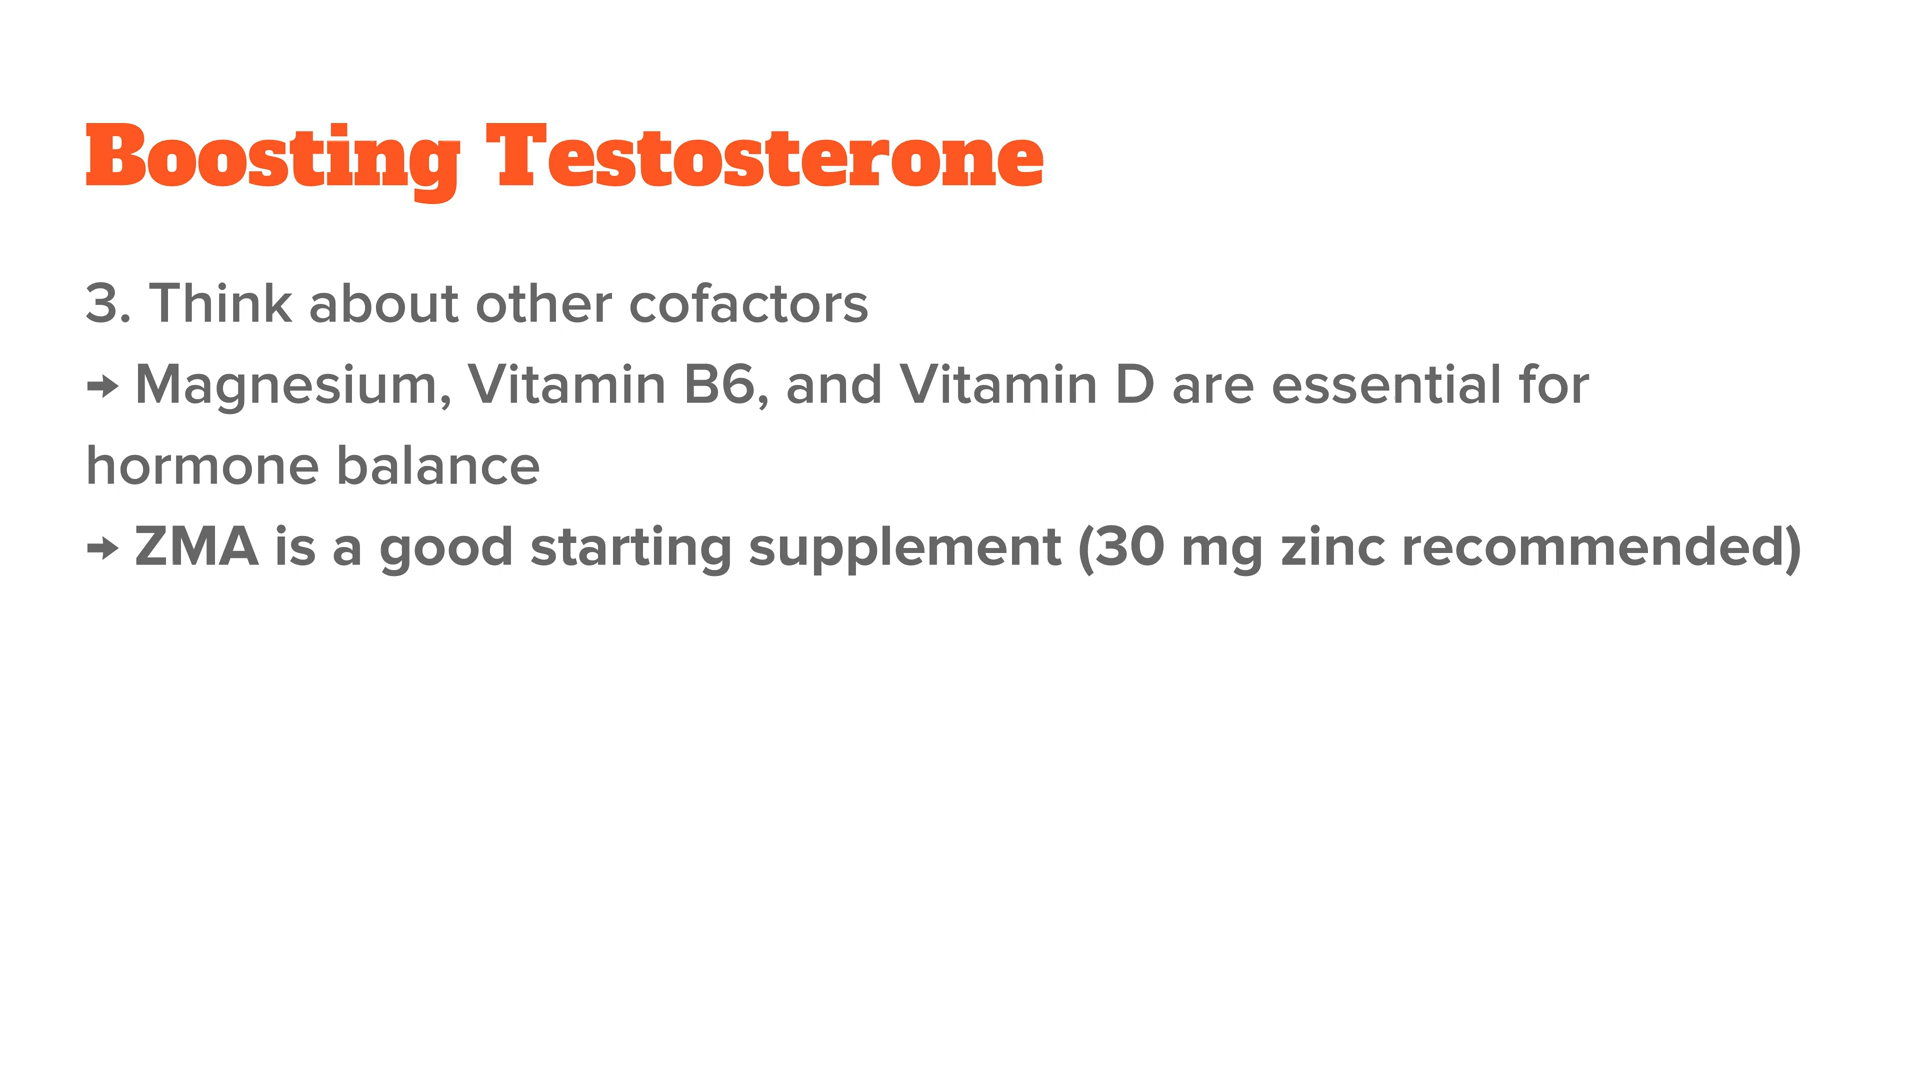 Boosting Testosterone
3. Think about other cofactors
→ Magnesium, Vitamin B6, and Vitamin D are essential for
hormone balance
→ ZMA is a good starting supplement (30 mg zinc recommended)